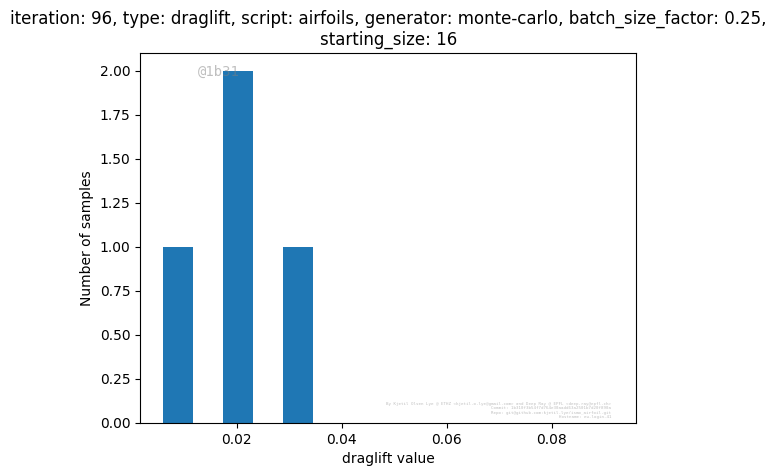 iteration: 96, type: draglift, script: airfoils, generator: monte-carlo, batch_size_factor: 0.25,
starting_size: 16
@1b31
2.00
1.75
1.50
1.25
1.00
0.75
0.50
0.25
0.00
Number of samples
0.02 0.04 0.06 0.08
draglift value